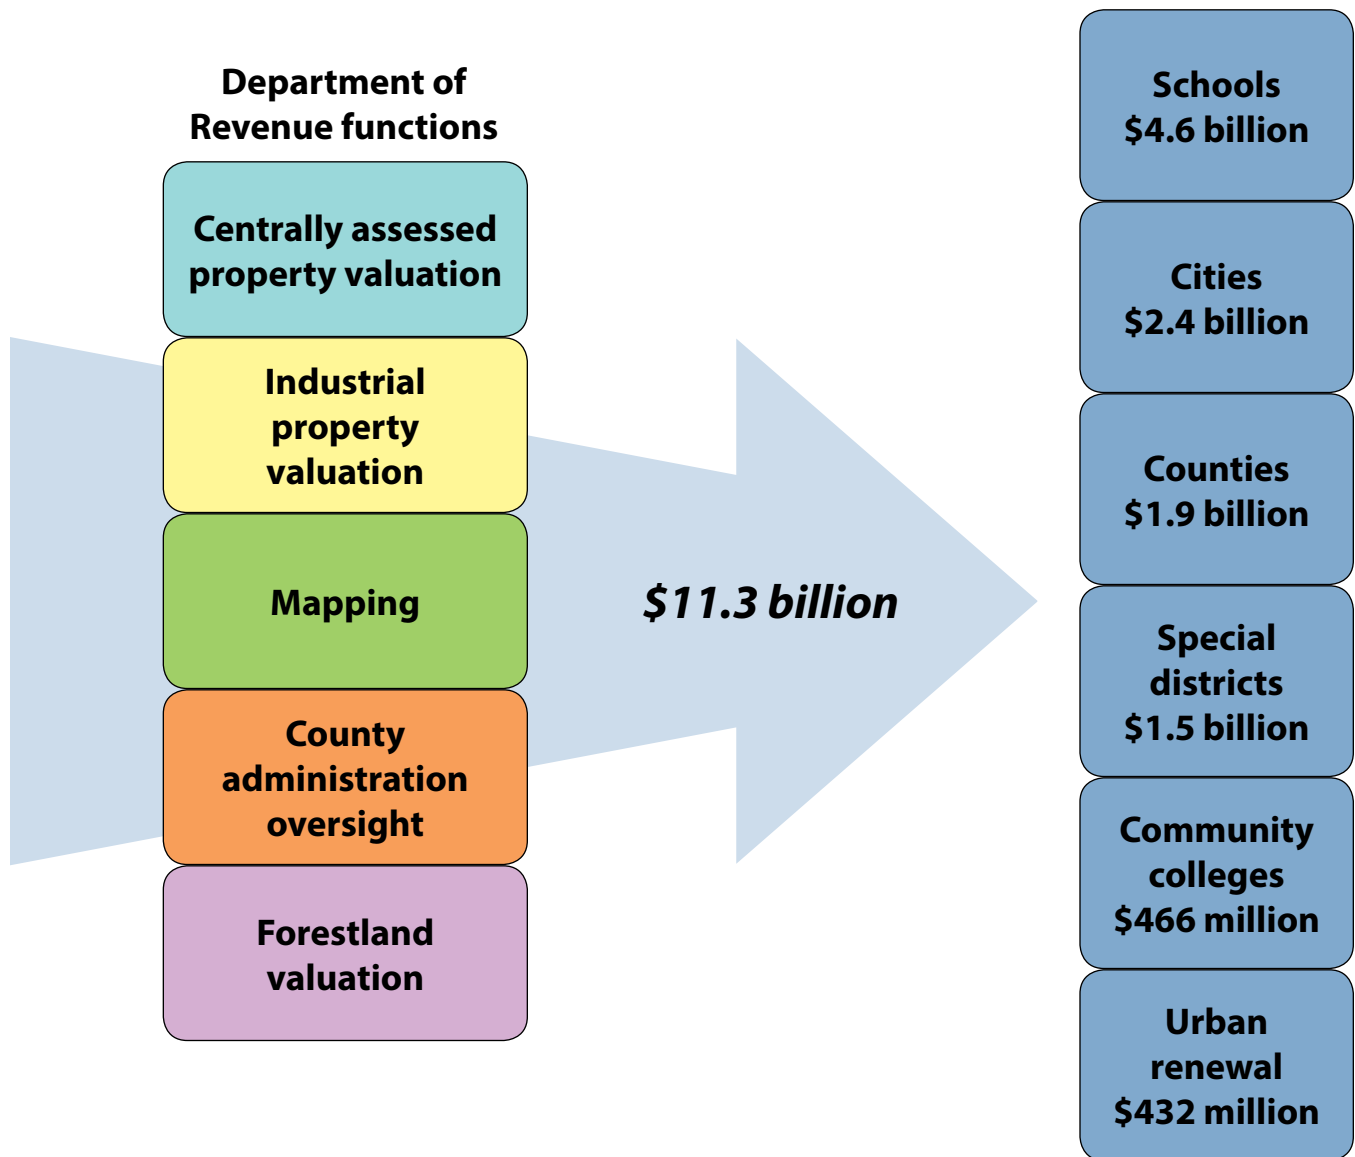 Department of
Revenue functions
Centrally assessed
property valuation
Industrial
property
valuation
Mapping
County
administration
oversight
Forestland
valuation
$11.3 billion
Schools
$4.6 billion
Cities
$2.4 billion
Counties
$1.9 billion
Special
districts
$1.5 billion
Community
colleges
$466 million
Urban
renewal
$432 million